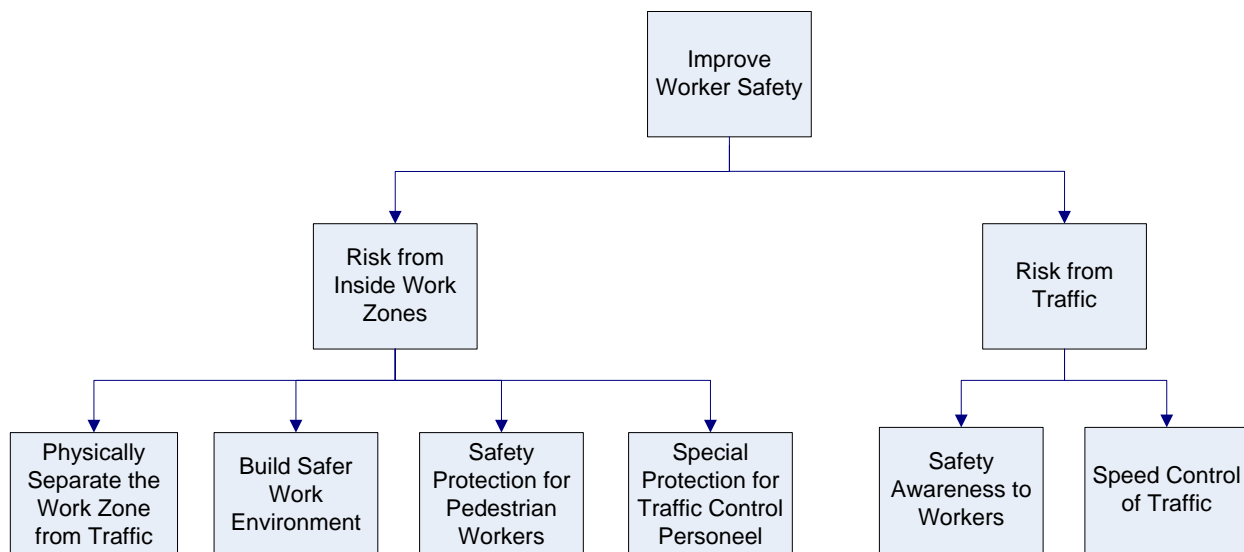 Improve
Worker Safety
Risk from
Inside Work
Zones
Risk from
Traffic
Physically
Separate the
Work Zone
from Traffic
Build Safer
Work
Environment
Safety
Protection for
Pedestrian
Workers
Special
Protection for
Traffic Control
Personeel
Safety
Awareness to
Workers
Speed Control
of Traffic